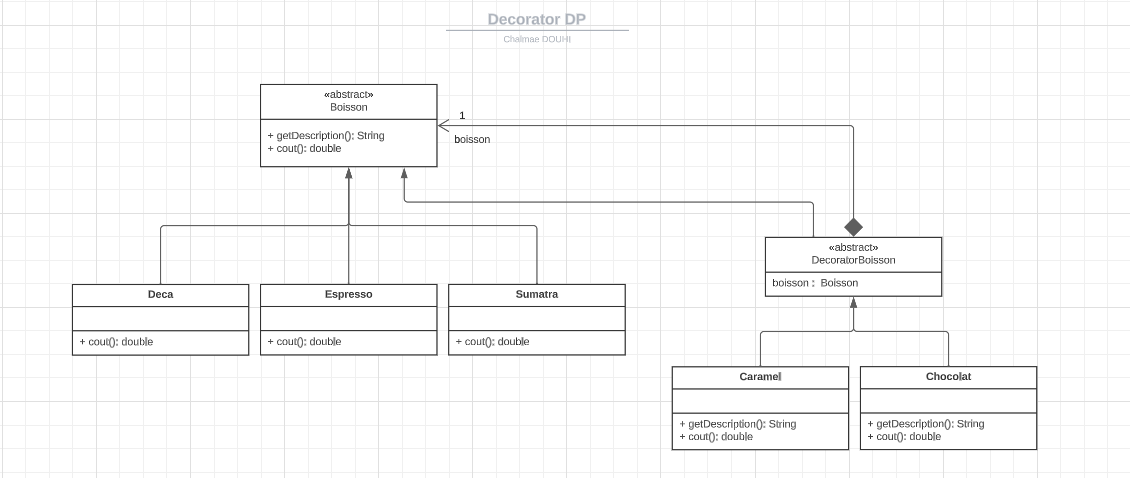 Decorator DP
Chaimae DOUHI
«abstract»
Boisson
+ getDescription(): String
+ cout(): double
1
boisson
«abstract»
DecoratorBoisson
boisson : Boisson
Deca
+ cout(): double
Espresso
+ cout(): double
Sumatra
+ cout(): double
Caramel
+ getDescription(): String
+ cout(): double
Chocolat
+ getDescription(): String
+ cout(): double